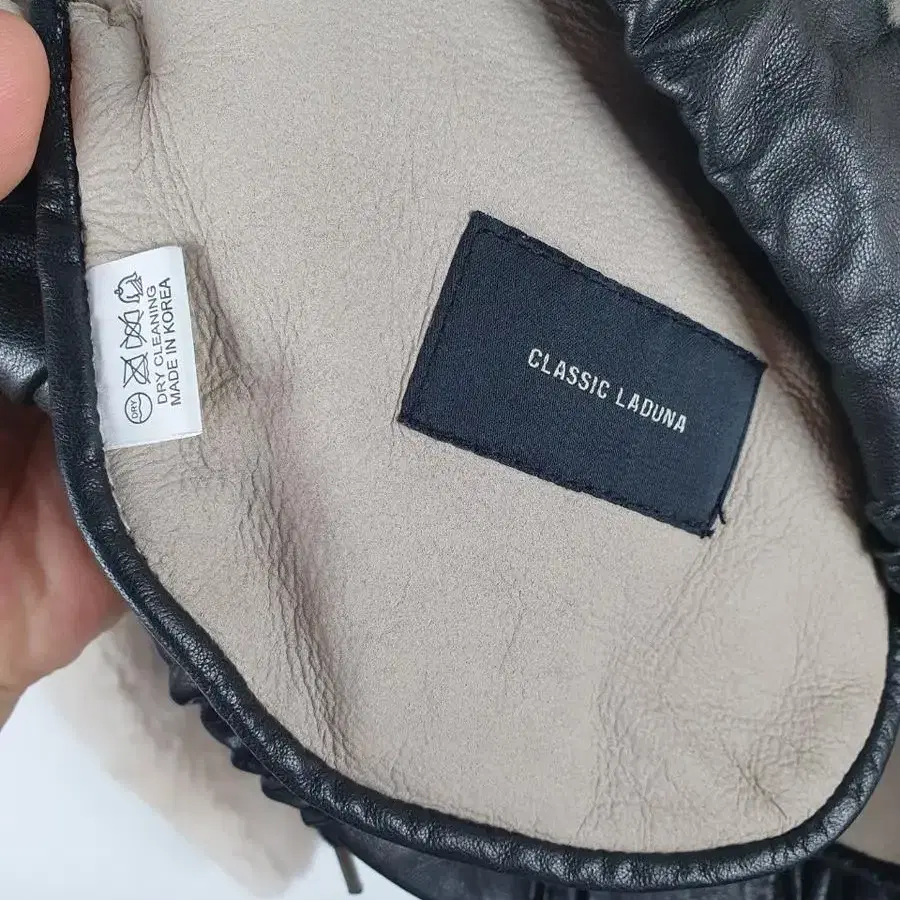 DRY
DRY CLEANING
MADE IN KOREA
CLASSIC LADUNA